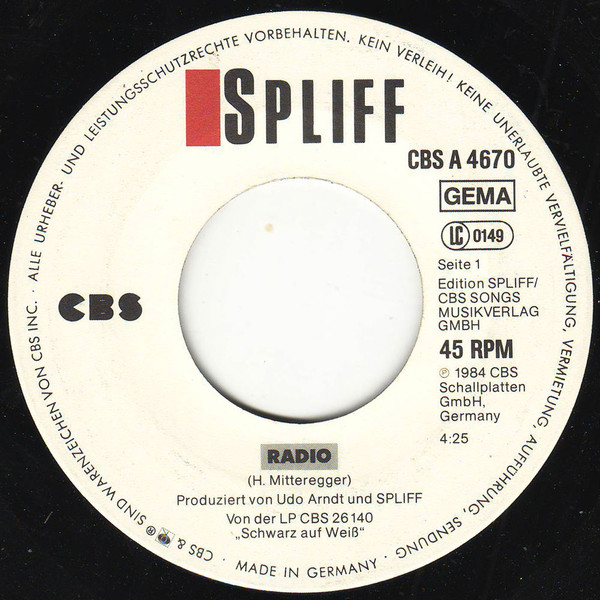 ALLE URHEBER- UND LEISTUNGSSCHUTZRECHTE VORBEHALTEN. KEIN VERLEIH! KEINE UNERLAUBTE VERVIELFÄLTIGUNG, VERMIETUNG, AUFFÜHRUNG, SENDUNG
SPLIFF
CBS A 4670
GEMA
LC 0149
Seite 1
Edition SPLIFF/
CBS SONGS
MUSIKVERLAG
GMBH
CBS
45 RPM
℗ 1984 CBS
Schallplatten
GmbH,
Germany
4:25
RADIO
(H. Mitteregger)
Produziert von Udo Arndt und SPLIFF
Von der LP CBS 26140
„Schwarz auf Weiß“
CBS & ® SIND WARENZEICHEN VON CBS INC. ·
· MADE IN GERMANY ·